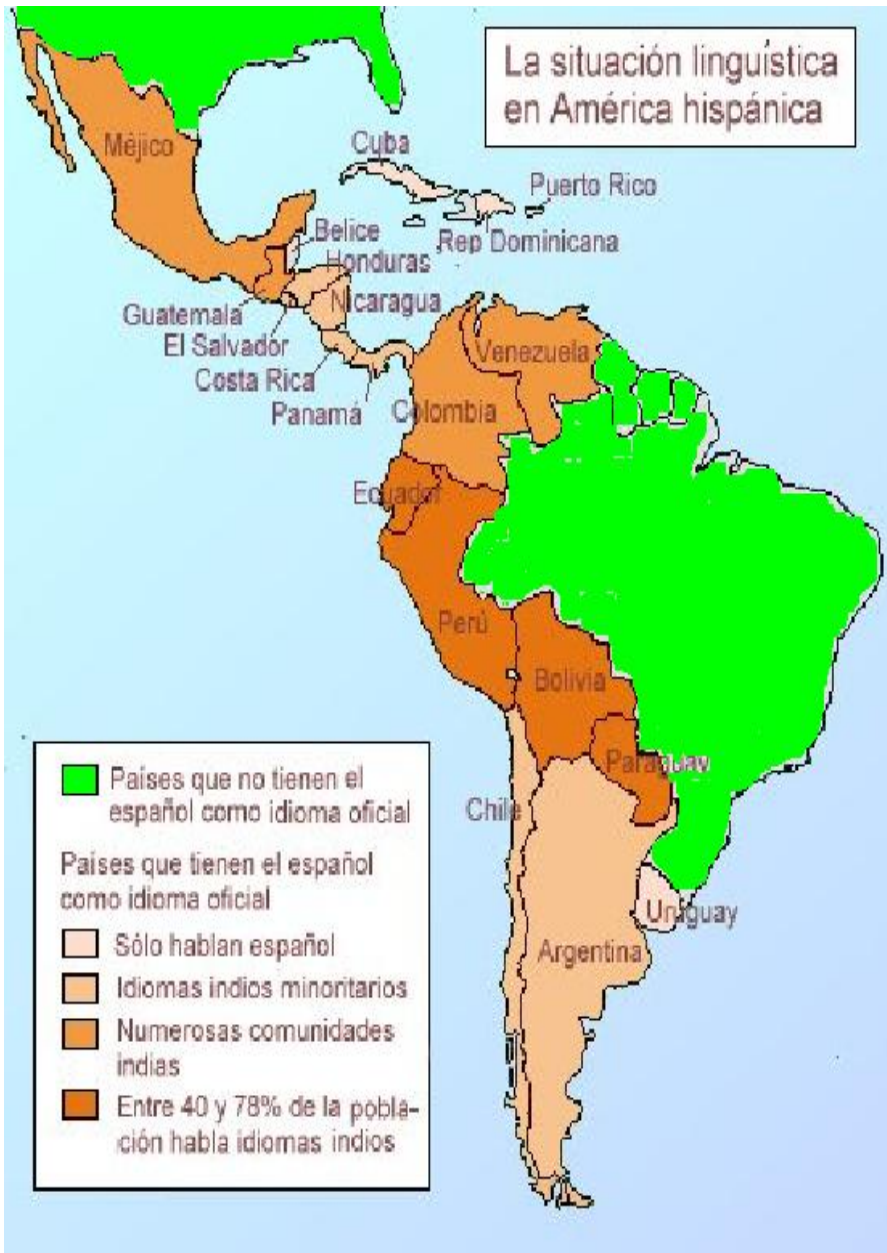 La situación linguística
en América hispánica
Méjico
Cuba
Puerto Rico
Rep Dominicana
Belice
Honduras
Nicaragua
Guatemala
El Salvador
Costa Rica
Panamá
Venezuela
Colombia
Ecuador
Perú
Bolivia
Paraguay
Chile
Uruguay
Argentina
Países que no tienen el
español como idioma oficial
Países que tienen el español
como idioma oficial
Sólo hablan español
Idiomas indios minoritarios
Numerosas comunidades
indias
Entre 40 y 78% de la pobla-
ción habla idiomas indios